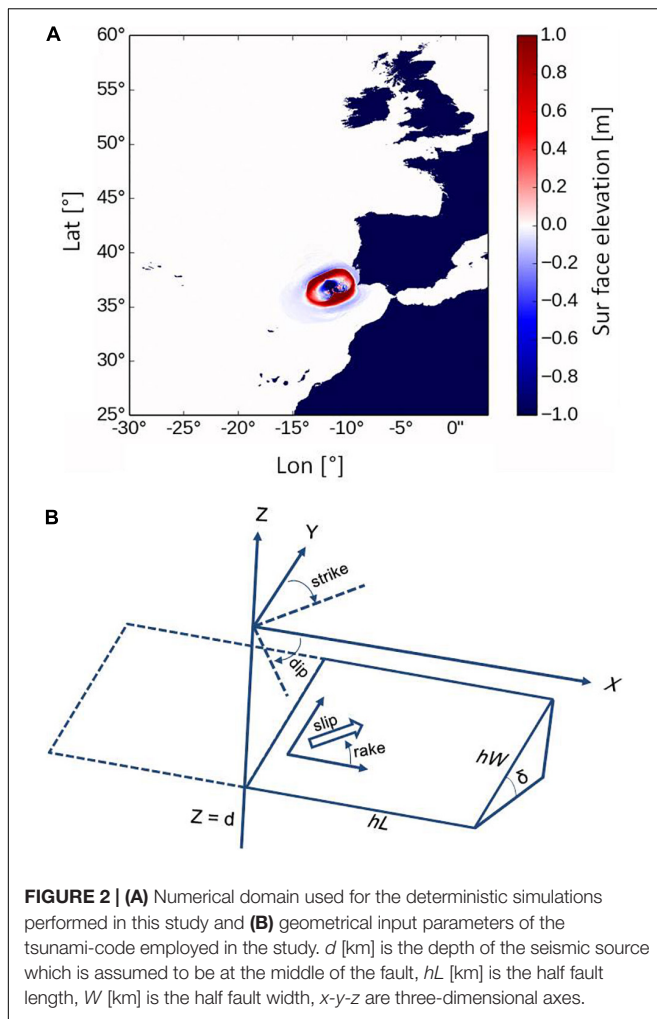 A
60°
55°
50°
45°
40°
35°
30°
25°
Lat [°]
-30° -25° -20° -15° -10° -5° 0"
Lon [°]
1.0
0.8
0.6
0.4
0.2
0.0
−0.2
−0.4
−0.6
−0.8
−1.0
Sur face elevation [m]
B
Z
Y
strike
dip
X
slip
rake
hW
δ
Z = d
hL
FIGURE 2 | (A) Numerical domain used for the deterministic simulations
performed in this study and (B) geometrical input parameters of the
tsunami-code employed in the study. d [km] is the depth of the seismic source
which is assumed to be at the middle of the fault, hL [km] is the half fault
length, W [km] is the half fault width, x-y-z are three-dimensional axes.